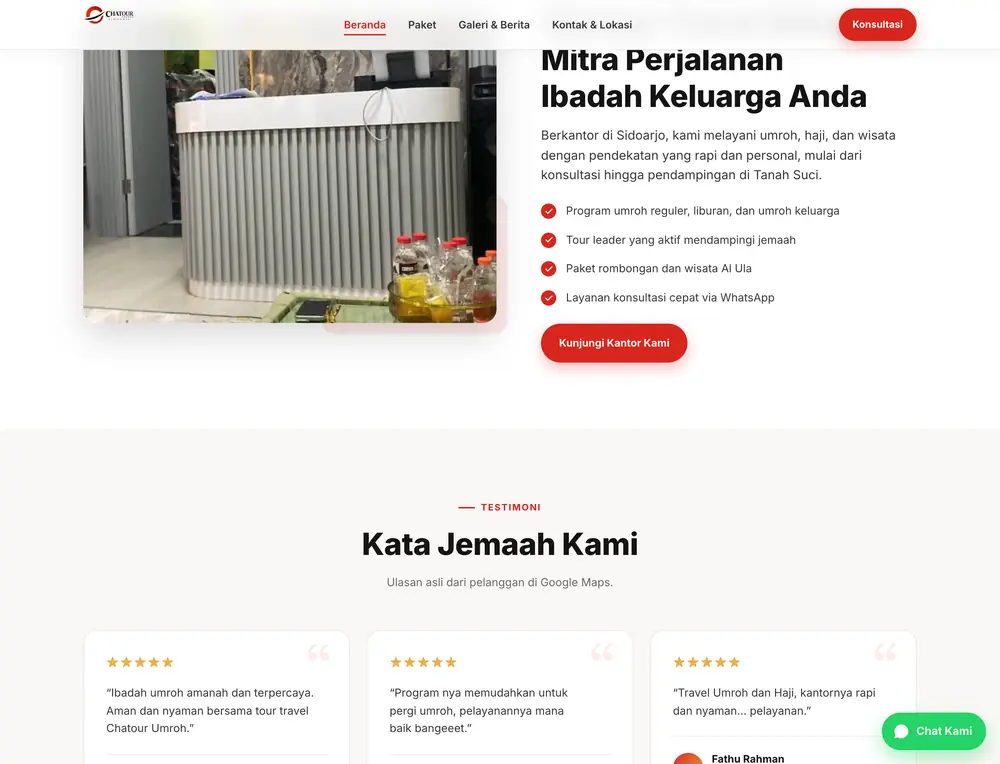 CHATOUR
Beranda
Paket
Galeri & Berita
Kontak & Lokasi
Konsultasi
Mitra Perjalanan
Ibadah Keluarga Anda
Berkantor di Sidoarjo, kami melayani umroh, haji, dan wisata
dengan pendekatan yang rapi dan personal, mulai dari
konsultasi hingga pendampingan di Tanah Suci.
Program umroh reguler, liburan, dan umroh keluarga
Tour leader yang aktif mendampingi jemaah
Paket rombongan dan wisata Al Ula
Layanan konsultasi cepat via WhatsApp
Kunjungi Kantor Kami
TESTIMONI
Kata Jemaah Kami
Ulasan asli dari pelanggan di Google Maps.
“Ibadah umroh amanah dan terpercaya.
Aman dan nyaman bersama tour travel
Chatour Umroh.”
“Program nya memudahkan untuk
pergi umroh, pelayanannya mana
baik bangeeet.”
“Travel Umroh dan Haji, kantornya rapi
dan nyaman... pelayanan.”
Fathu Rahman
Chat Kami